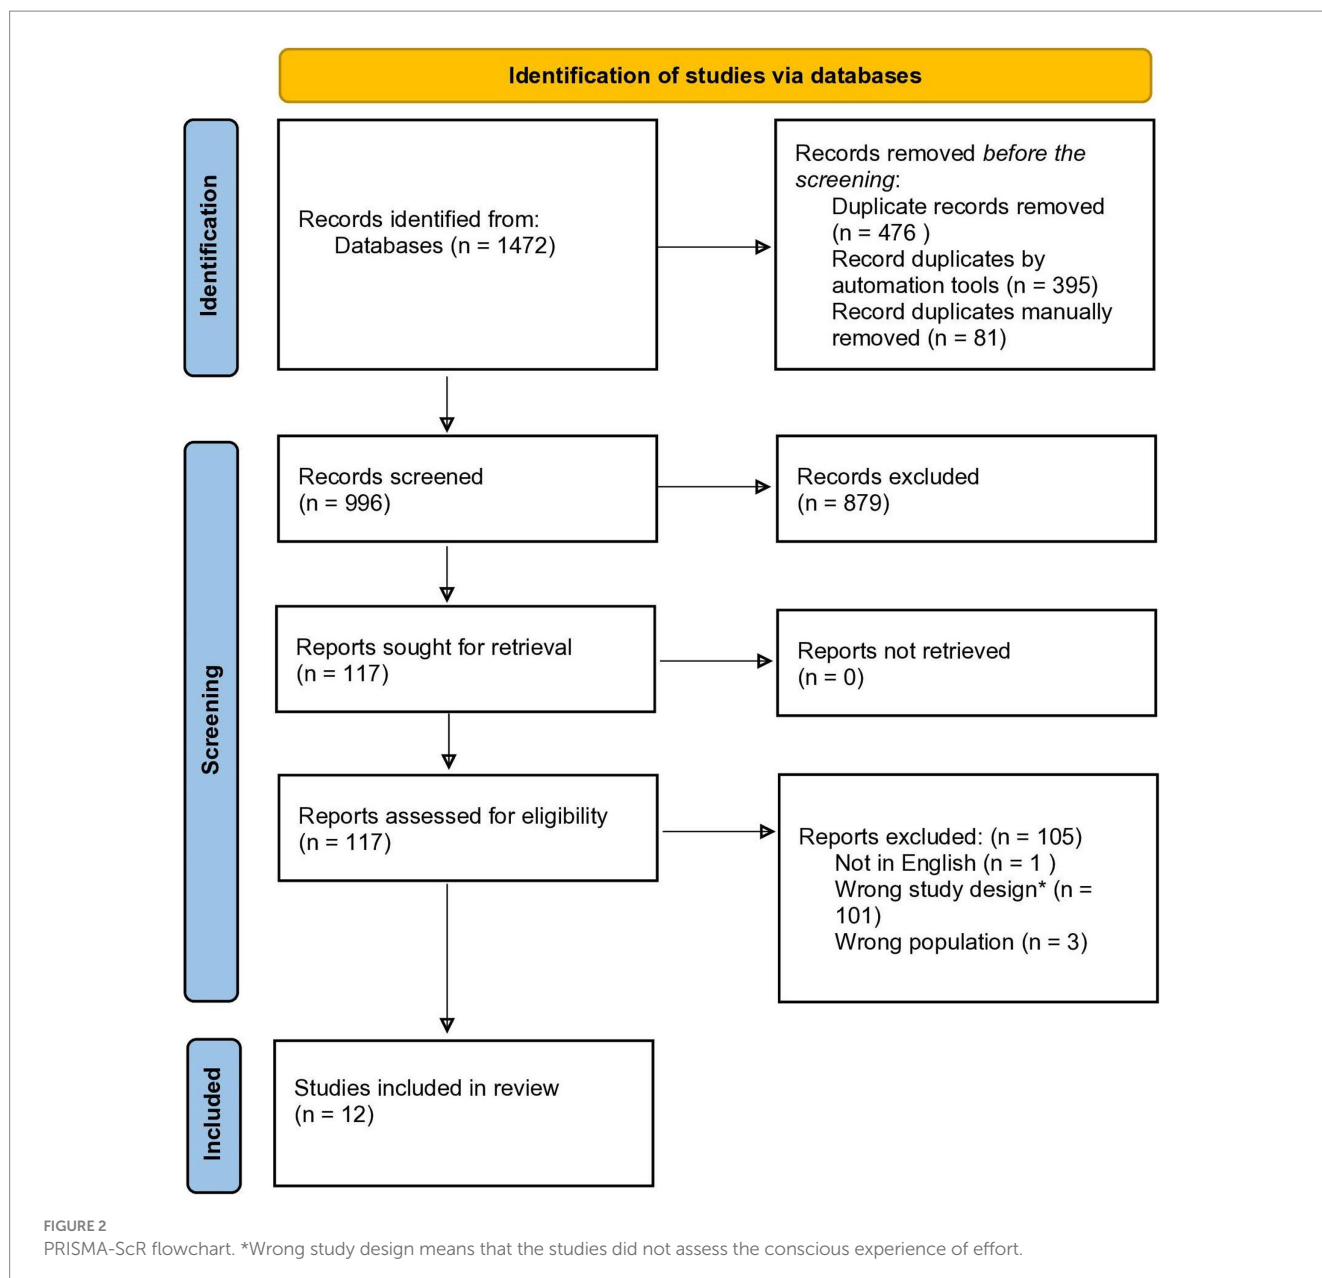 Identification of studies via databases
Identification
Records identified from:
Databases (n = 1472)
Records removed before the
screening:
Duplicate records removed
(n = 476 )
Record duplicates by
automation tools (n = 395)
Record duplicates manually
removed (n = 81)
Screening
Records screened
(n = 996)
Records excluded
(n = 879)
Reports sought for retrieval
(n = 117)
Reports not retrieved
(n = 0)
Reports assessed for eligibility
(n = 117)
Reports excluded: (n = 105)
Not in English (n = 1 )
Wrong study design* (n =
101)
Wrong population (n = 3)
Included
Studies included in review
(n = 12)
FIGURE 2
PRISMA-ScR flowchart. *Wrong study design means that the studies did not assess the conscious experience of effort.